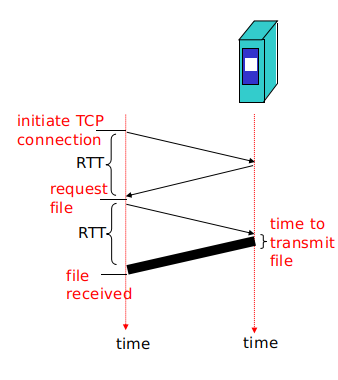 initiate TCP
connection
RTT
request
file
RTT
time to
transmit
file
file
received
time
time